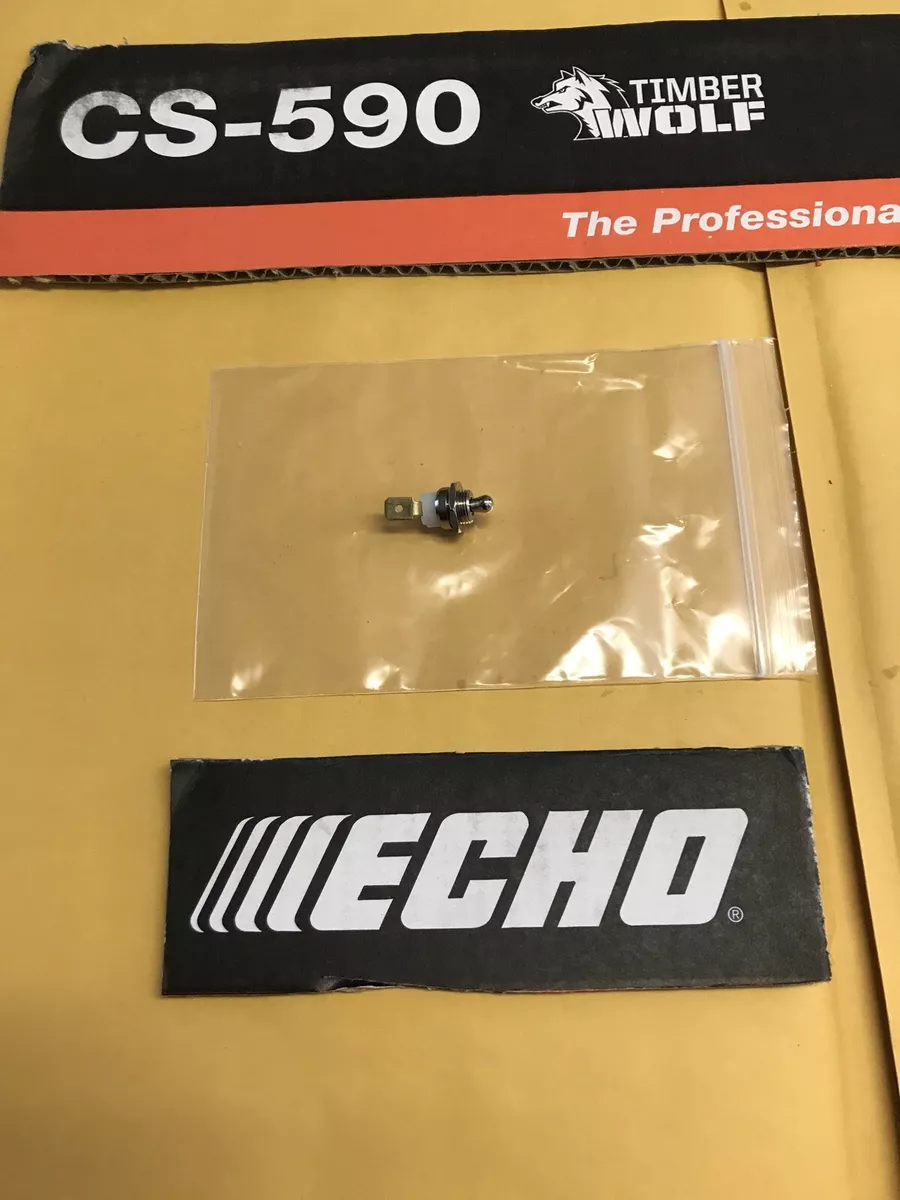 CS-590
TIMBER
WOLF
The Professiona
ECHO®